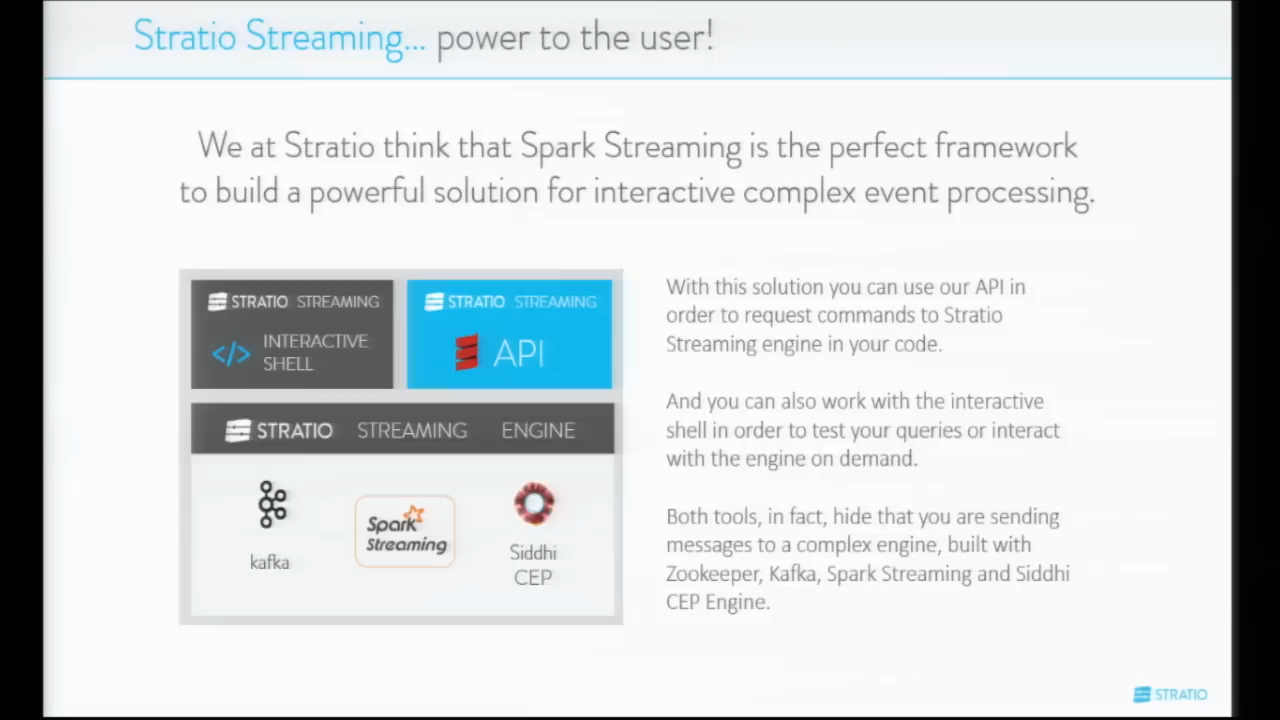 Stratio Streaming... power to the user!
We at Stratio think that Spark Streaming is the perfect framework
to build a powerful solution for interactive complex event processing.
STRATIO STREAMING
</> INTERACTIVE
SHELL
STRATIO STREAMING
API
STRATIO STREAMING ENGINE
kafka
Spark
Streaming
Siddhi
CEP
With this solution you can use our API in
order to request commands to Stratio
Streaming engine in your code.
And you can also work with the interactive
shell in order to test your queries or interact
with the engine on demand.
Both tools, in fact, hide that you are sending
messages to a complex engine, built with
Zookeeper, Kafka, Spark Streaming and Siddhi
CEP Engine.
STRATIO